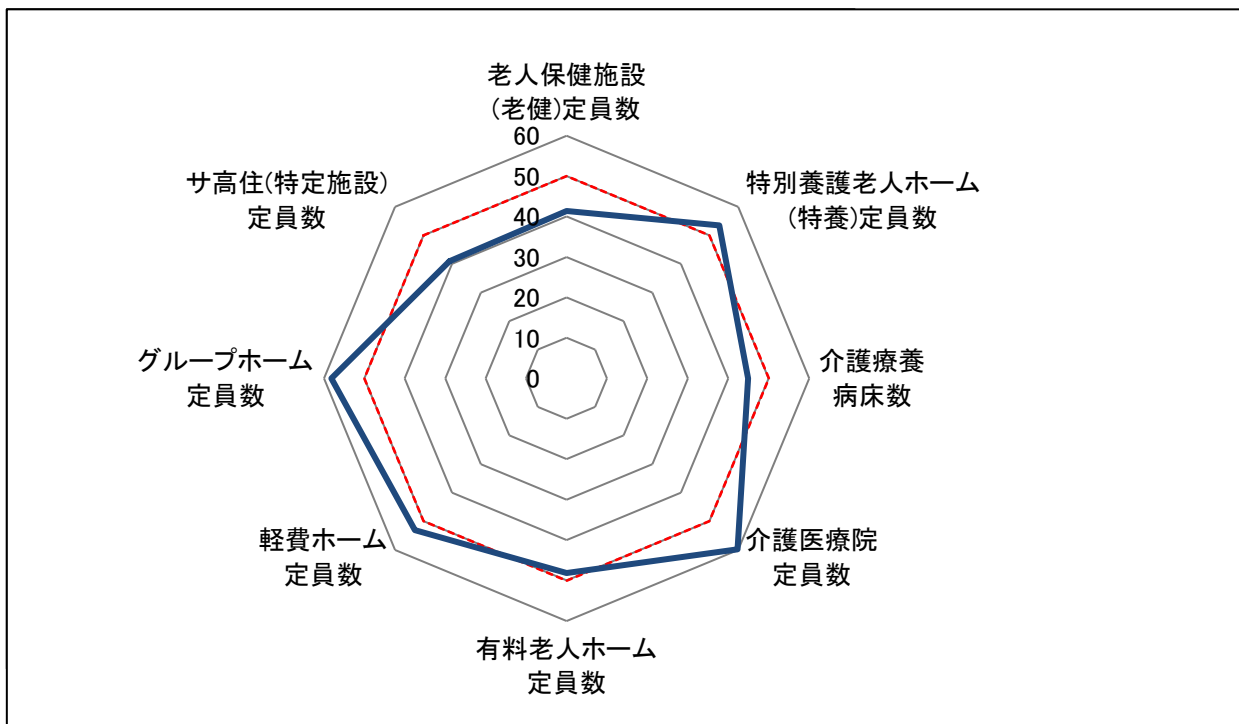 老人保健施設
(老健)定員数
特別養護老人ホーム
(特養)定員数
介護療養
病床数
介護医療院
定員数
有料老人ホーム
定員数
軽費ホーム
定員数
グループホーム
定員数
サ高住(特定施設)
定員数
60
50
40
30
20
10
0